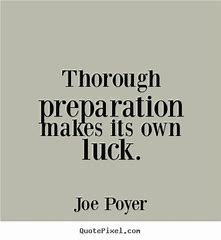 Thorough
preparation
makes its own
luck.
Joe Poyer
QuotePixel.com